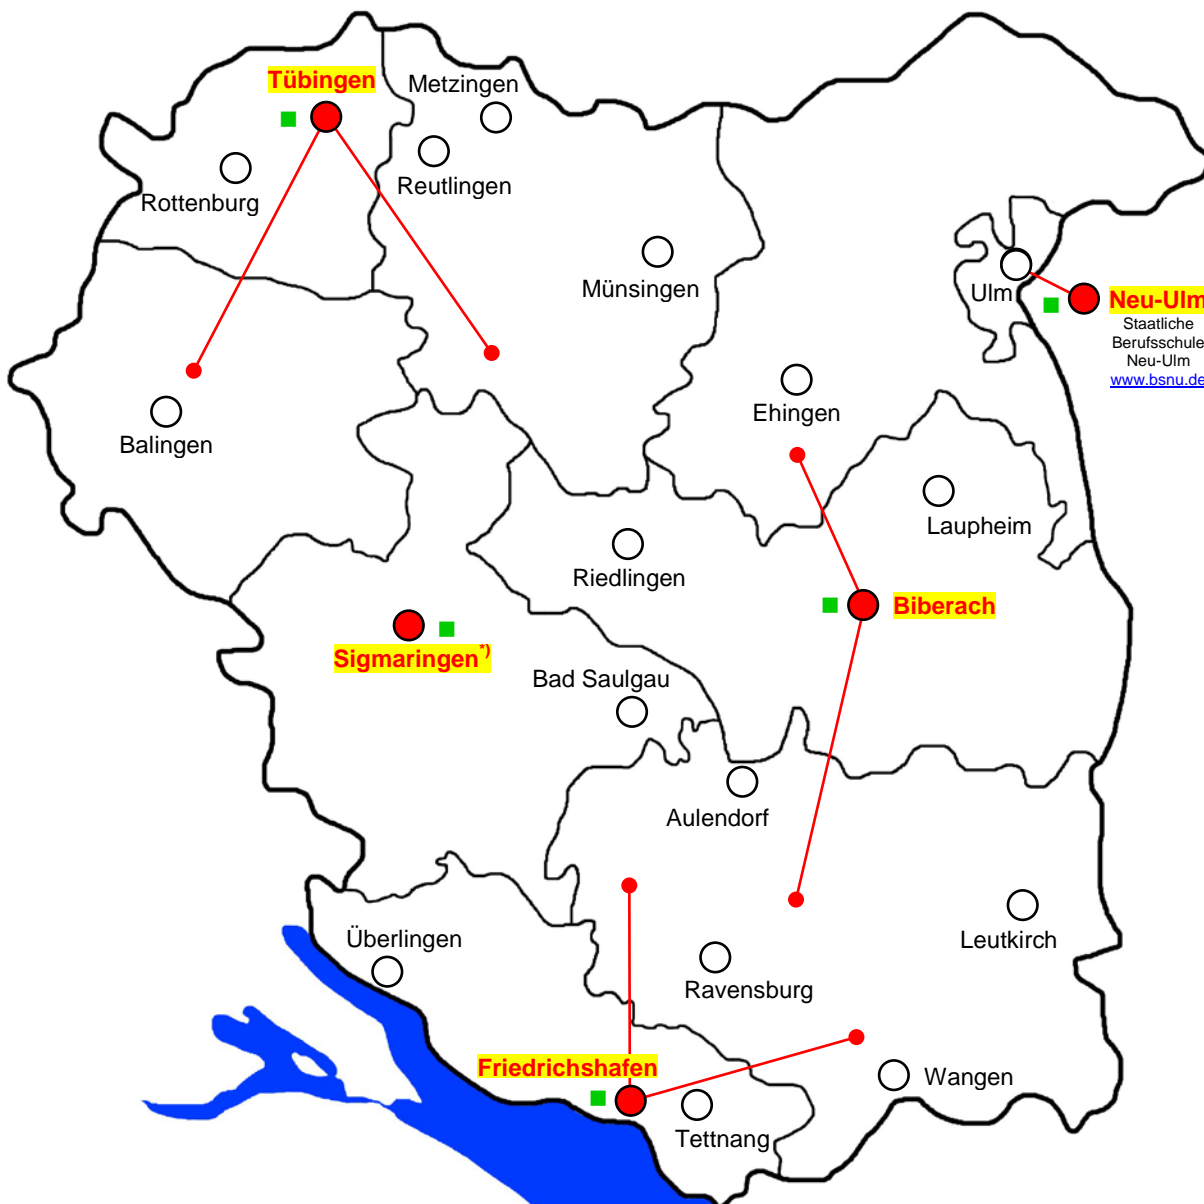 Tübingen
Metzingen
Reutlingen
Rottenburg
Münsingen
Ulm
Neu-Ulm
Staatliche
Berufsschule
Neu-Ulm
www.bsnu.de
Ehingen
Balingen
Laupheim
Riedlingen
Biberach
Sigmaringen*)
Bad Saulgau
Aulendorf
Überlingen
Leutkirch
Ravensburg
Friedrichshafen
Wangen
Tettnang